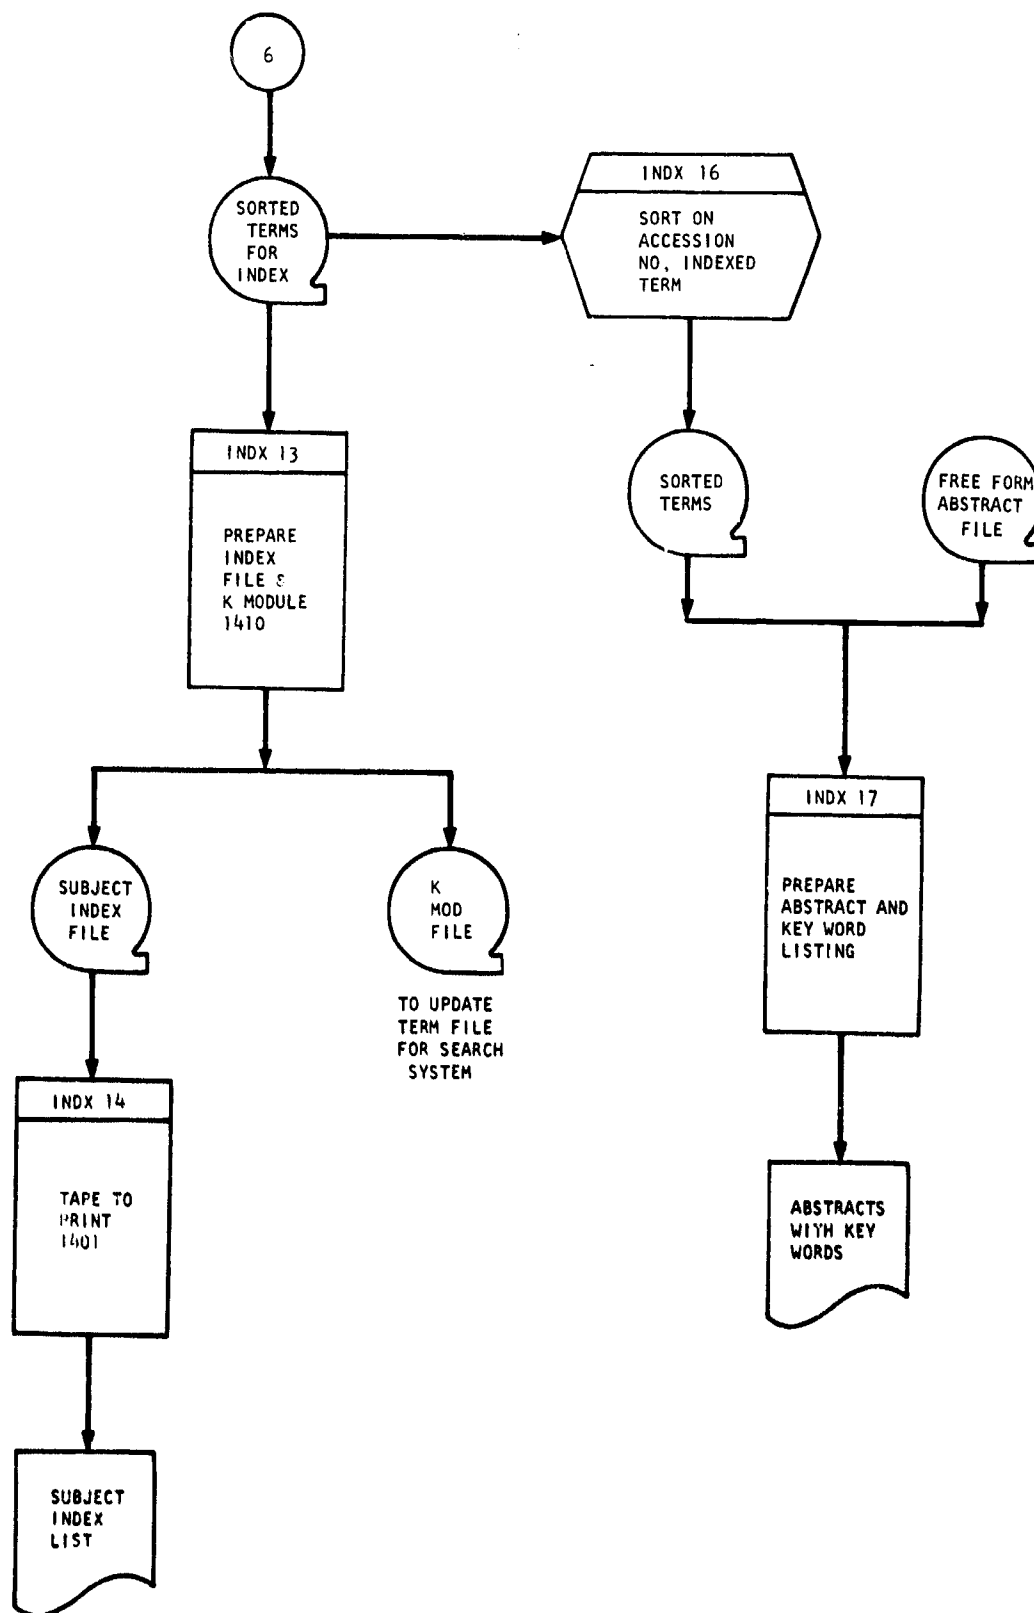 6
SORTED
TERMS
FOR
INDEX
INDX 16
SORT ON
ACCESSION
NO, INDEXED
TERM
INDX 13
PREPARE
INDEX
FILE &
K MODULE
1410
SORTED
TERMS
FREE FORM
ABSTRACT
FILE
SUBJECT
INDEX
FILE
K
MOD
FILE
TO UPDATE
TERM FILE
FOR SEARCH
SYSTEM
INDX 17
PREPARE
ABSTRACT AND
KEY WORD
LISTING
INDX 14
TAPE TO
PRINT
1401
ABSTRACTS
WITH KEY
WORDS
SUBJECT
INDEX
LIST